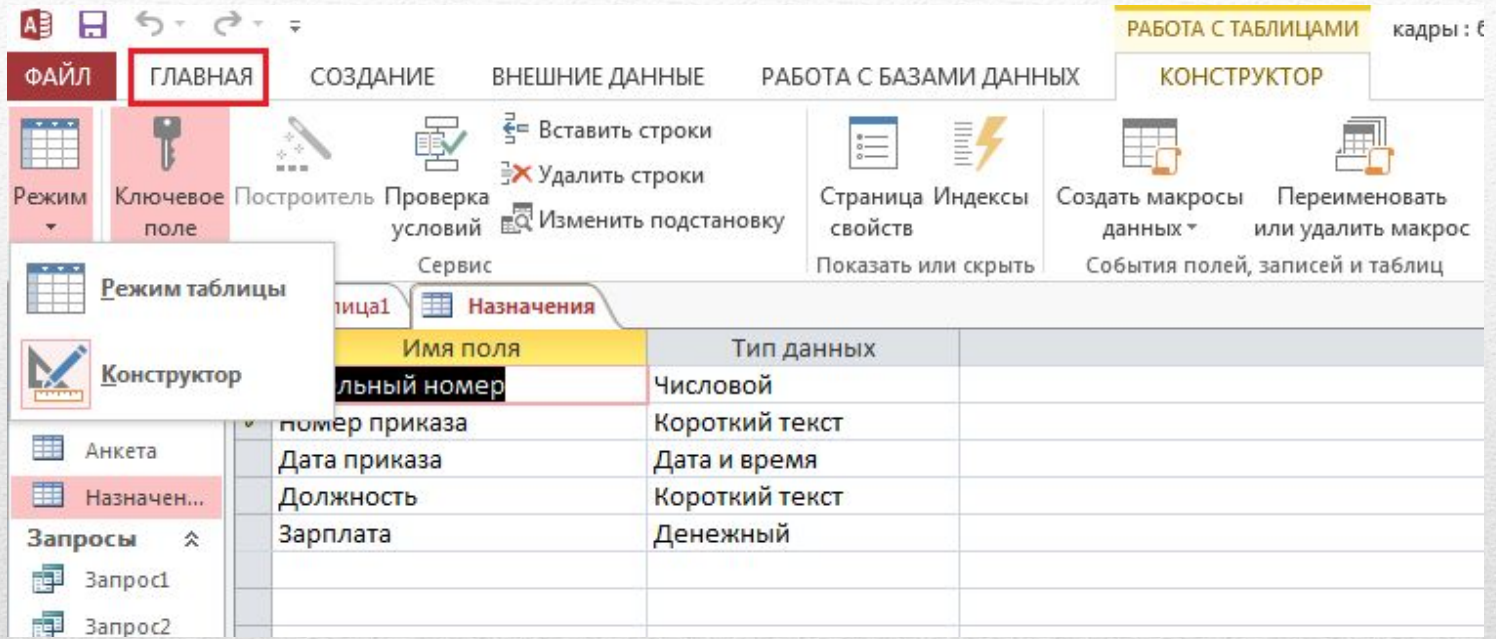 РАБОТА С ТАБЛИЦАМИ кадры :
ФАЙЛ ГЛАВНАЯ СОЗДАНИЕ ВНЕШНИЕ ДАННЫЕ РАБОТА С БАЗАМИ ДАННЫХ КОНСТРУКТОР
Режим
Ключевое поле
Построитель
Проверка условий
Вставить строки
Удалить строки
Изменить подстановку
Страница свойств
Индексы
Создать макросы данных
Переименовать или удалить макрос
Сервис
Показать или скрыть
События полей, записей и таблиц
Режим таблицы
Конструктор
лица1 Назначения
Имя поля Тип данных
льный номер Числовой
Номер приказа Короткий текст
Дата приказа Дата и время
Должность Короткий текст
Зарплата Денежный
Анкета
Назначен...
Запросы
Запрос1
Запрос2